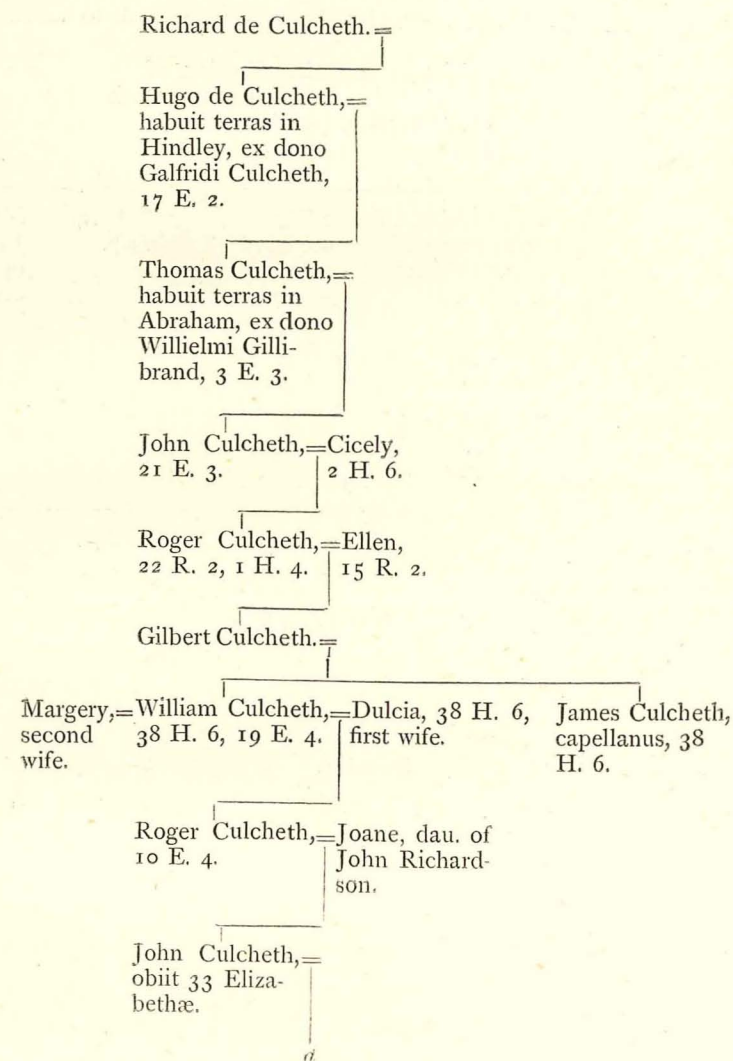 Richard de Culcheth.=
Hugo de Culcheth,=
habuit terras in
Hindley, ex dono
Galfridi Culcheth,
17 E. 2.
Thomas Culcheth,=
habuit terras in
Abraham, ex dono
Willielmi Gilli-
brand, 3 E. 3.
John Culcheth,=Cicely,
21 E. 3. 2 H. 6.
Roger Culcheth,=Ellen,
22 R. 2, 1 H. 4. 15 R. 2.
Gilbert Culcheth.=
Margery,=William Culcheth,=Dulcia, 38 H. 6, James Culcheth,
second 38 H. 6, 19 E. 4. first wife. capellanus, 38
wife. H. 6.
Roger Culcheth,=Joane, dau. of
10 E. 4. John Richard-
son.
John Culcheth,=
obiit 33 Eliza-
bethæ.
a